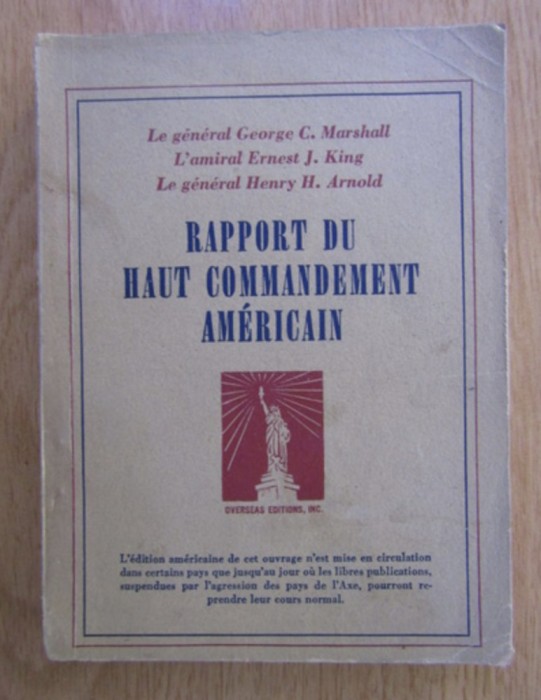 Le général George C. Marshall
L'amiral Ernest J. King
Le général Henry H. Arnold
RAPPORT DU
HAUT COMMANDEMENT
AMÉRICAIN
OVERSEAS EDITIONS, INC.
L'édition américaine de cet ouvrage n'est mise en circulation
dans certains pays que jusqu'au jour où les libres publications,
suspendues par l'agression des pays de l'Axe, pourront re-
prendre leur cours normal.